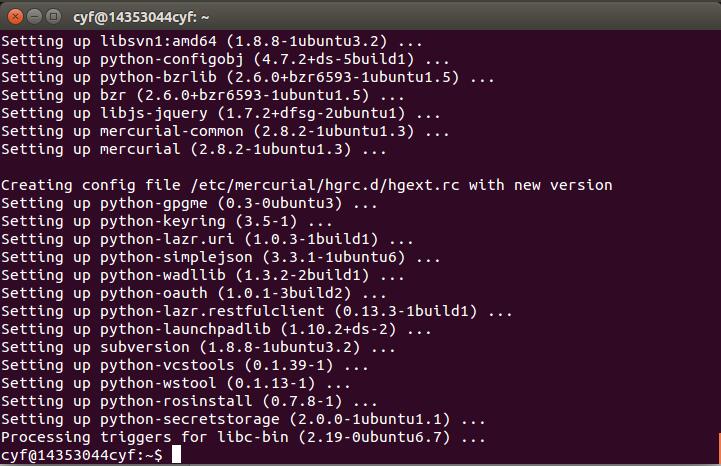 cyf@14353044cyf: ~
Setting up libsvn1:amd64 (1.8.8-1ubuntu3.2) ...
Setting up python-configobj (4.7.2+ds-5build1) ...
Setting up python-bzrlib (2.6.0+bzr6593-1ubuntu1.5) ...
Setting up bzr (2.6.0+bzr6593-1ubuntu1.5) ...
Setting up libjs-jquery (1.7.2+dfsg-2ubuntu1) ...
Setting up mercurial-common (2.8.2-1ubuntu1.3) ...
Setting up mercurial (2.8.2-1ubuntu1.3) ...
Creating config file /etc/mercurial/hgrc.d/hgext.rc with new version
Setting up python-gpgme (0.3-0ubuntu3) ...
Setting up python-keyring (3.5-1) ...
Setting up python-lazr.uri (1.0.3-1build1) ...
Setting up python-simplejson (3.3.1-1ubuntu6) ...
Setting up python-wadllib (1.3.2-2build1) ...
Setting up python-oauth (1.0.1-3build2) ...
Setting up python-lazr.restfulclient (0.13.3-1build1) ...
Setting up python-launchpadlib (1.10.2+ds-2) ...
Setting up subversion (1.8.8-1ubuntu3.2) ...
Setting up python-vcstools (0.1.39-1) ...
Setting up python-wstool (0.1.13-1) ...
Setting up python-rosinstall (0.7.8-1) ...
Setting up python-secretstorage (2.0.0-1ubuntu1.1) ...
Processing triggers for libc-bin (2.19-0ubuntu6.7) ...
cyf@14353044cyf:~$